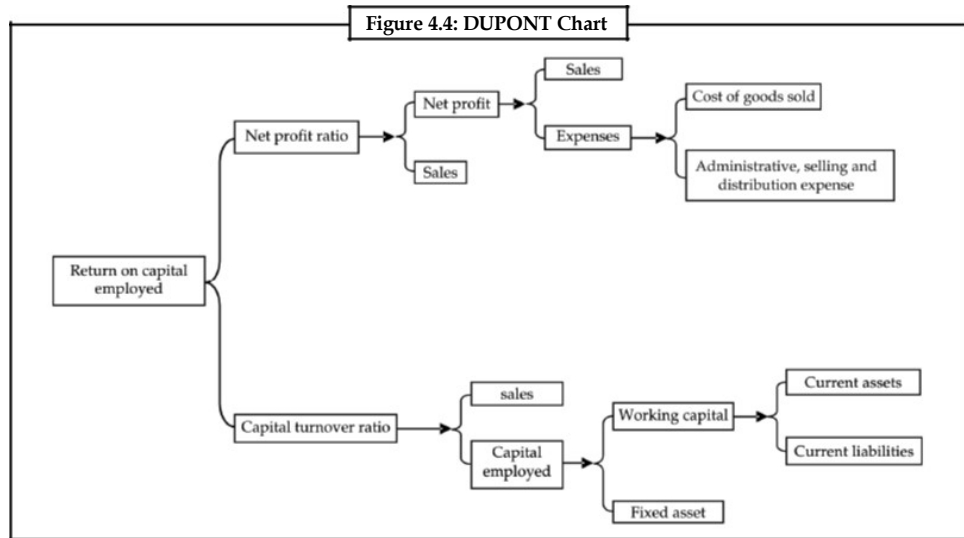 Figure 4.4: DUPONT Chart
Sales
Net profit
Cost of goods sold
Net profit ratio
Expenses
Sales
Administrative, selling and
distribution expense
Return on capital
employed
sales
Current assets
Working capital
Capital turnover ratio
Capital
employed
Current liabilities
Fixed asset